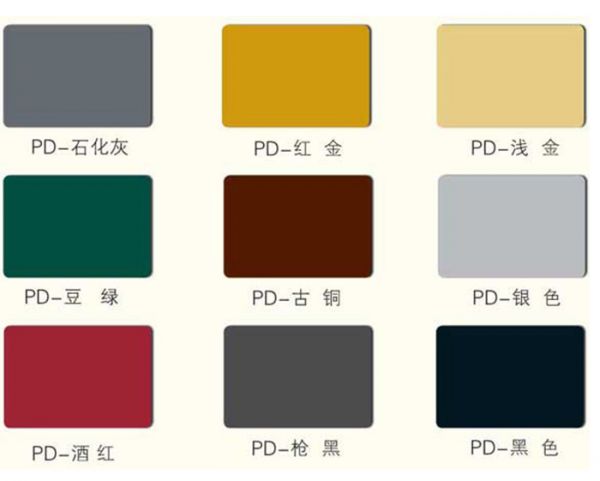 PD-石化灰
PD-红 金
PD-浅 金
PD-豆 绿
PD-古 铜
PD-银 色
PD-酒 红
PD-枪 黑
PD-黑 色